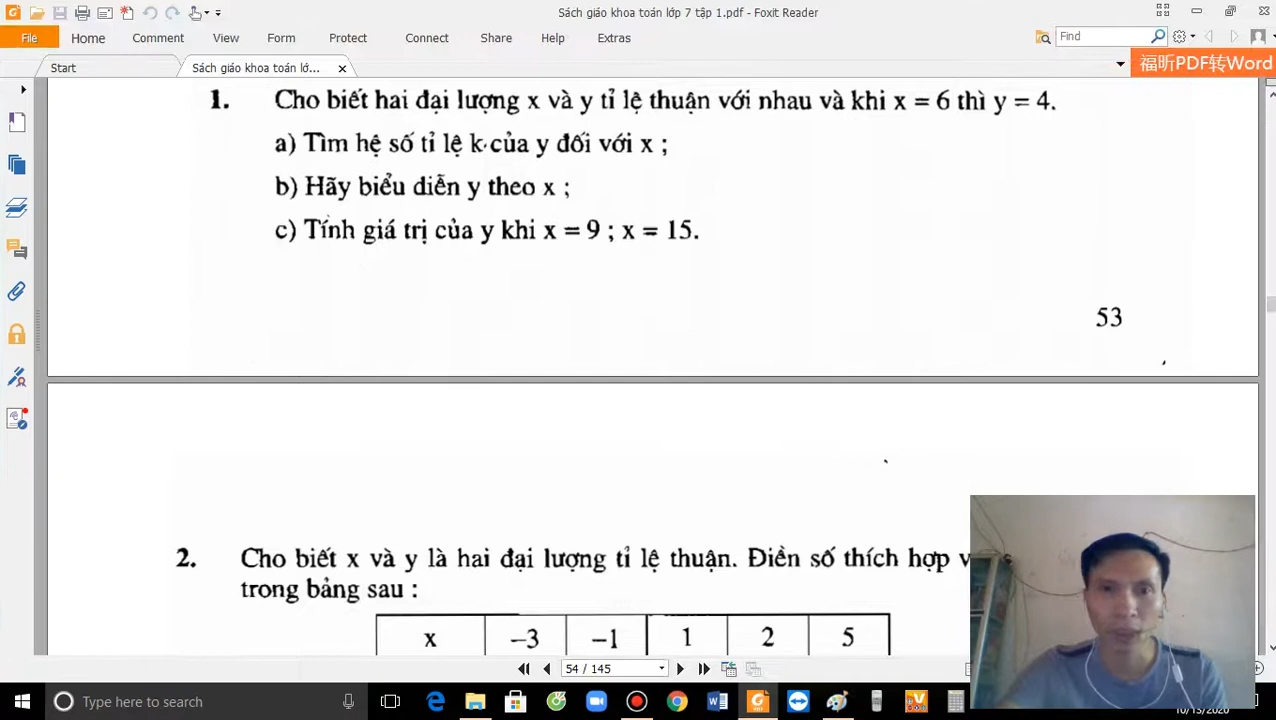 Sách giáo khoa toán lớp 7 tập 1.pdf - Foxit Reader
File Home Comment View Form Protect Connect Share Help Extras
Find
Start
Sách giáo khoa toán lớ...
福昕PDF转Word
1. Cho biết hai đại lượng x và y tỉ lệ thuận với nhau và khi x = 6 thì y = 4.
a) Tìm hệ số tỉ lệ k của y đối với x ;
b) Hãy biểu diễn y theo x ;
c) Tính giá trị của y khi x = 9 ; x = 15.
53
2. Cho biết x và y là hai đại lượng tỉ lệ thuận. Điền số thích hợp
trong bảng sau :
x –3 –1 1 2 5
54 / 145
Type here to search
10/13/2020